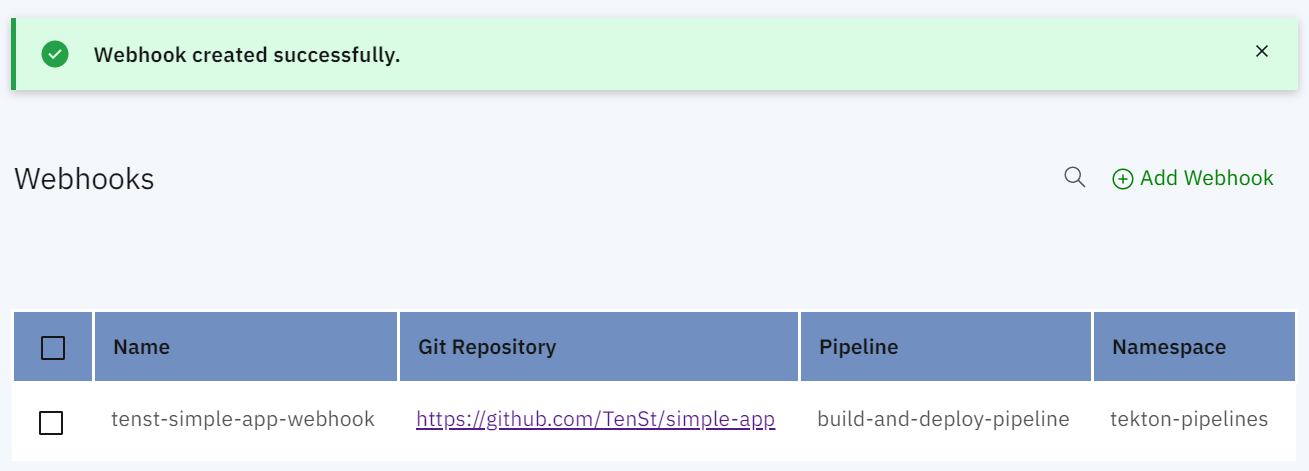 Webhook created successfully.
Webhooks
Add Webhook
Name Git Repository Pipeline Namespace
tenst-simple-app-webhook https://github.com/TenSt/simple-app build-and-deploy-pipeline tekton-pipelines